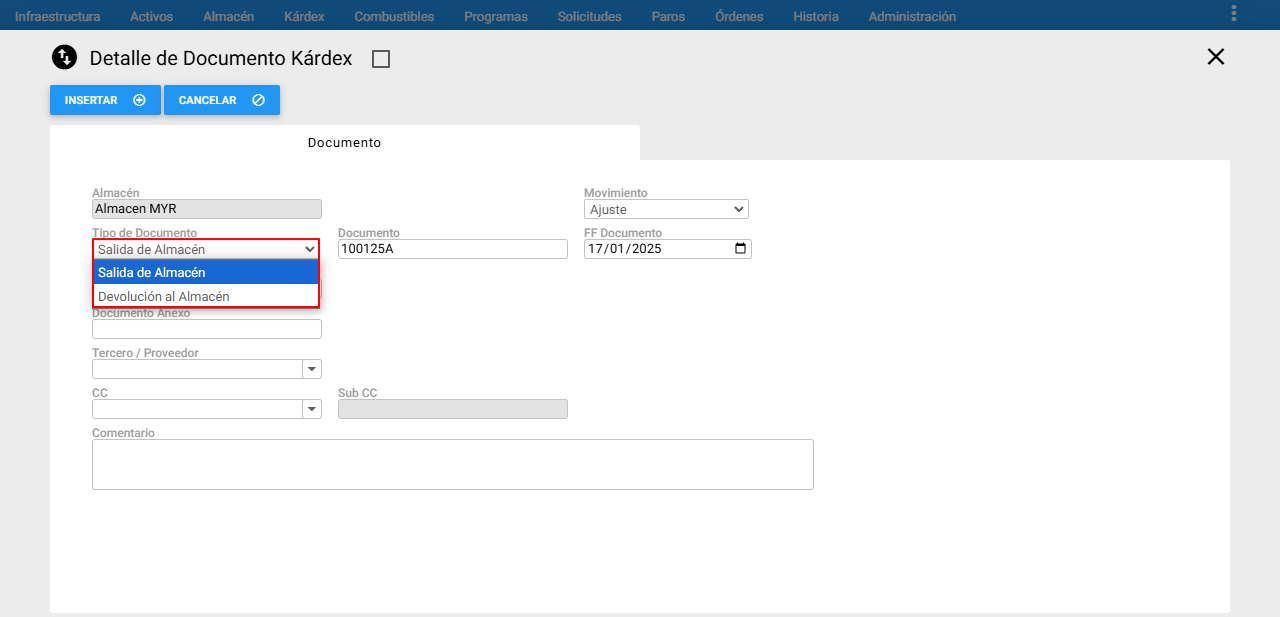 Infraestructura Activos Almacén Kárdex Combustibles Programas Solicitudes Paros Órdenes Historia Administración
Detalle de Documento Kárdex
INSERTAR CANCELAR
Documento
Almacén Movimiento
Almacen MYR Ajuste
Tipo de Documento Documento FF Documento
Salida de Almacén 100125A 17/01/2025
Salida de Almacén
Devolución al Almacén
Documento Anexo
Tercero / Proveedor
CC Sub CC
Comentario